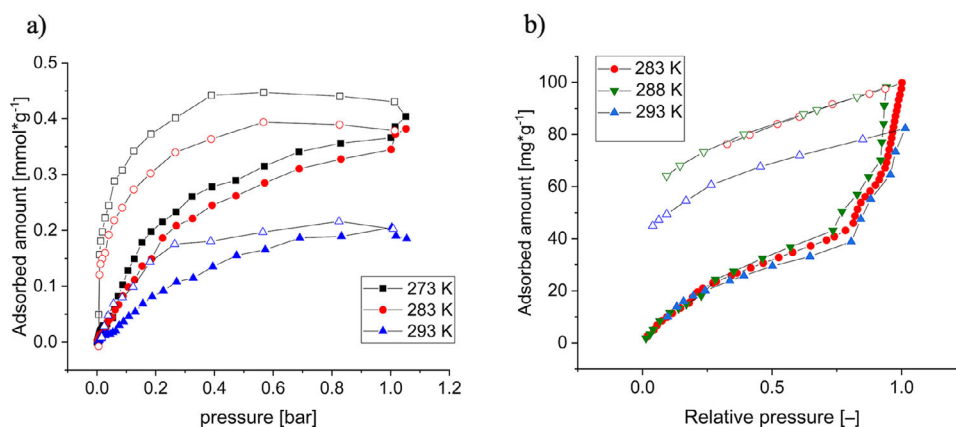 a)
Adsorbed amount [mmol*g⁻¹]
0.5
0.4
0.3
0.2
0.1
0.0
273 K
283 K
293 K
0.0 0.2 0.4 0.6 0.8 1.0 1.2
pressure [bar]
b)
Adsorbed amount [mg*g⁻¹]
100
80
60
40
20
0
283 K
288 K
293 K
0.0 0.5 1.0
Relative pressure [–]